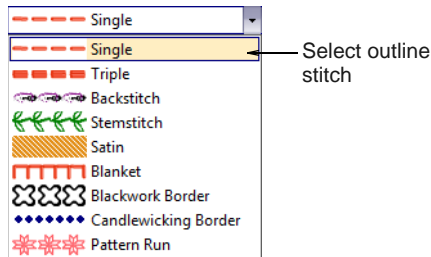 Single
Single
Select outline
stitch
Triple
Backstitch
Stemstitch
Satin
Blanket
Blackwork Border
Candlewicking Border
Pattern Run